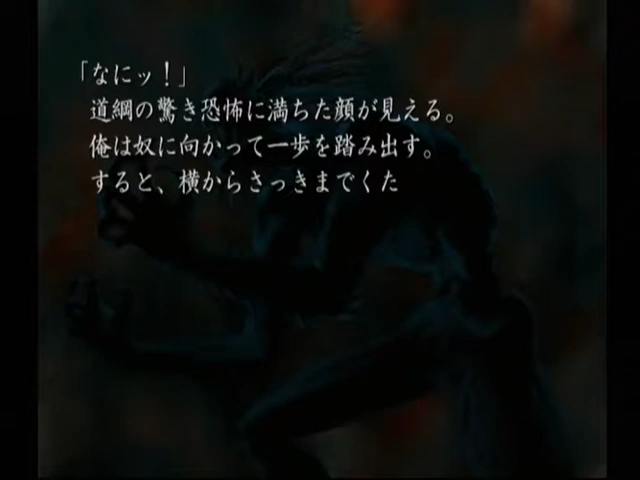 「なにッ！」
道綱の驚き恐怖に満ちた顔が見える。
俺は奴に向かって一歩を踏み出す。
すると、横からさっきまでくた